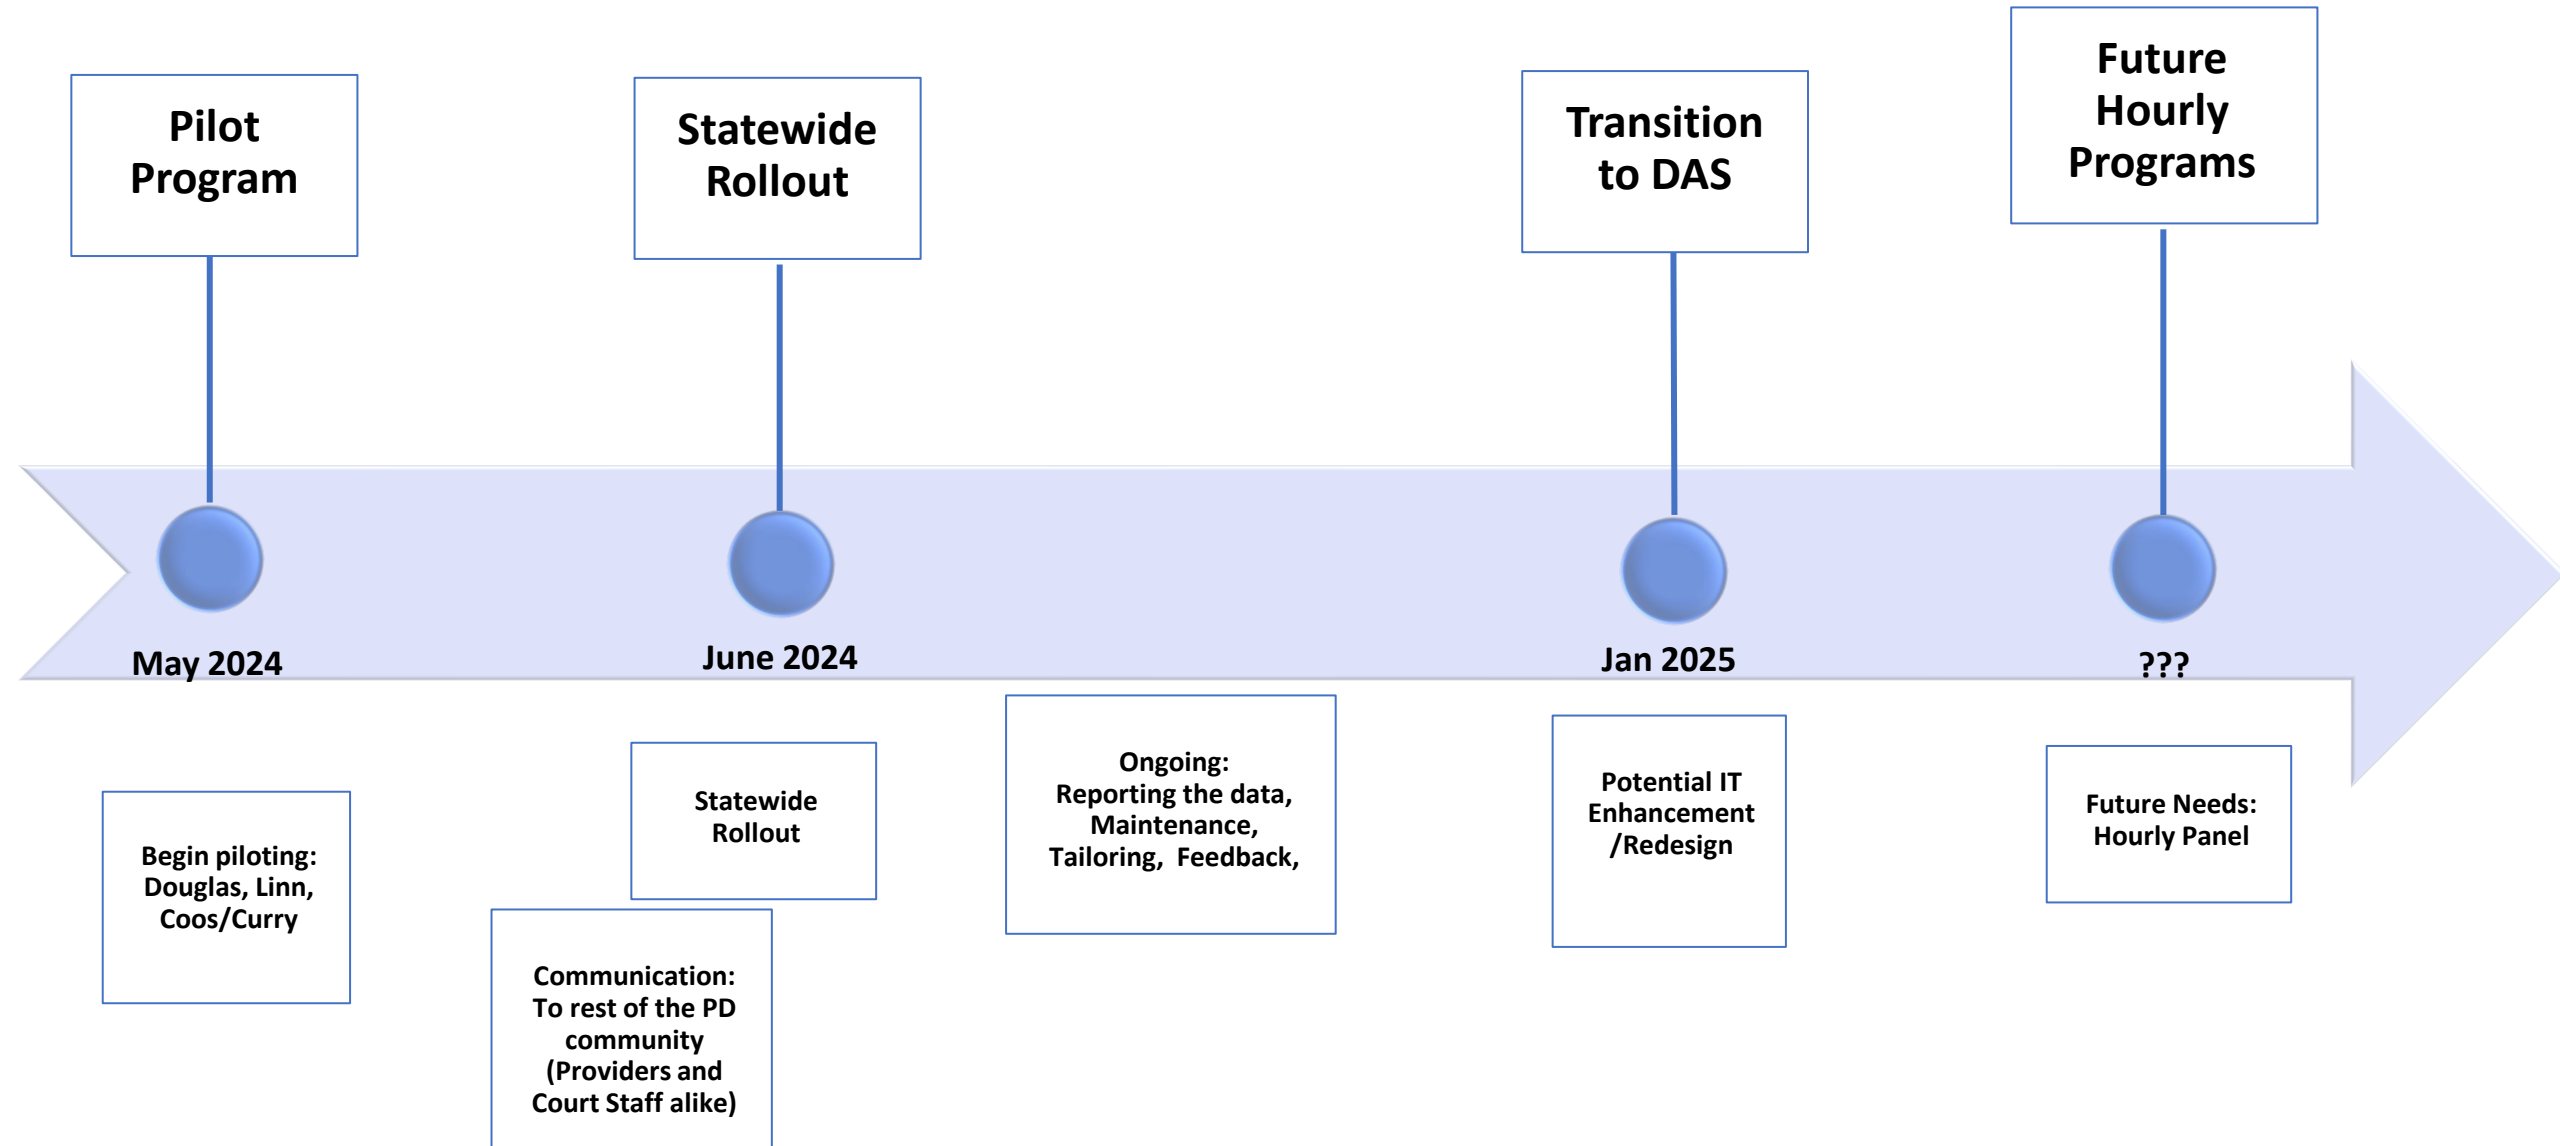 Pilot
Program
Statewide
Rollout
Transition
to DAS
Future
Hourly
Programs
May 2024
June 2024
Jan 2025
???
Begin piloting:
Douglas, Linn,
Coos/Curry
Statewide
Rollout
Communication:
To rest of the PD
community
(Providers and
Court Staff alike)
Ongoing:
Reporting the data,
Maintenance,
Tailoring,  Feedback,
Potential IT
Enhancement
/Redesign
Future Needs:
Hourly Panel